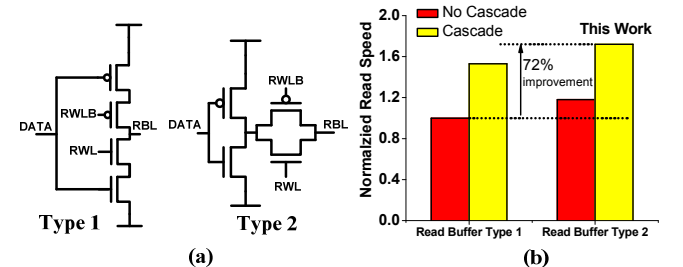 (a)
DATA
RWLB
RBL
RWL
Type 1
DATA
RWLB
RBL
RWL
Type 2
No Cascade
Cascade
This Work
72%
improvement
Normalzied Read Speed
2.0
1.6
1.2
0.8
0.4
0.0
Read Buffer Type 1
Read Buffer Type 2
(a)
(b)